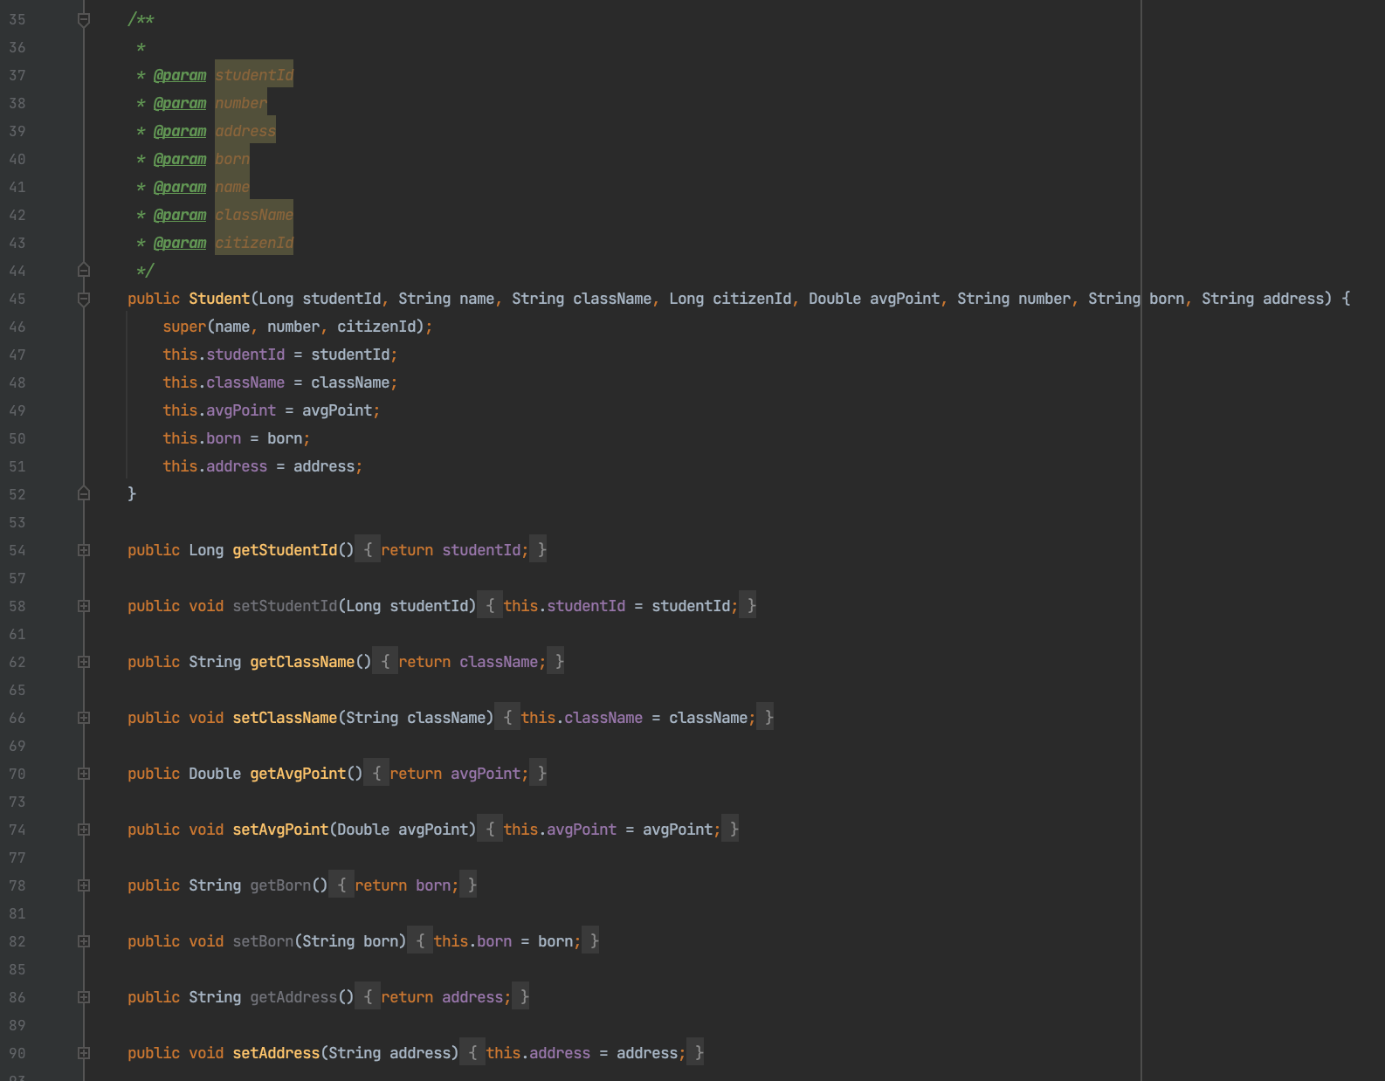 35 /**
36 *
37 * @param studentId
38 * @param number
39 * @param address
40 * @param born
41 * @param name
42 * @param className
43 * @param citizenId
44 */
45 public Student(Long studentId, String name, String className, Long citizenId, Double avgPoint, String number, String born, String address) {
46 super(name, number, citizenId);
47 this.studentId = studentId;
48 this.className = className;
49 this.avgPoint = avgPoint;
50 this.born = born;
51 this.address = address;
52 }
53
54 public Long getStudentId() { return studentId; }
57
58 public void setStudentId(Long studentId) { this.studentId = studentId; }
61
62 public String getClassName() { return className; }
65
66 public void setClassName(String className) { this.className = className; }
69
70 public Double getAvgPoint() { return avgPoint; }
73
74 public void setAvgPoint(Double avgPoint) { this.avgPoint = avgPoint; }
77
78 public String getBorn() { return born; }
81
82 public void setBorn(String born) { this.born = born; }
85
86 public String getAddress() { return address; }
89
90 public void setAddress(String address) { this.address = address; }
93